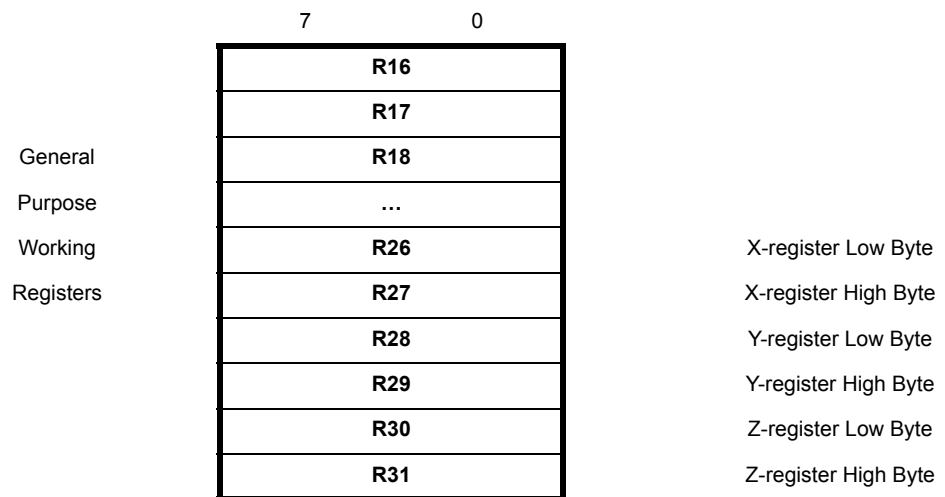 7 0
R16
R17
General R18
Purpose …
Working R26 X-register Low Byte
Registers R27 X-register High Byte
R28 Y-register Low Byte
R29 Y-register High Byte
R30 Z-register Low Byte
R31 Z-register High Byte